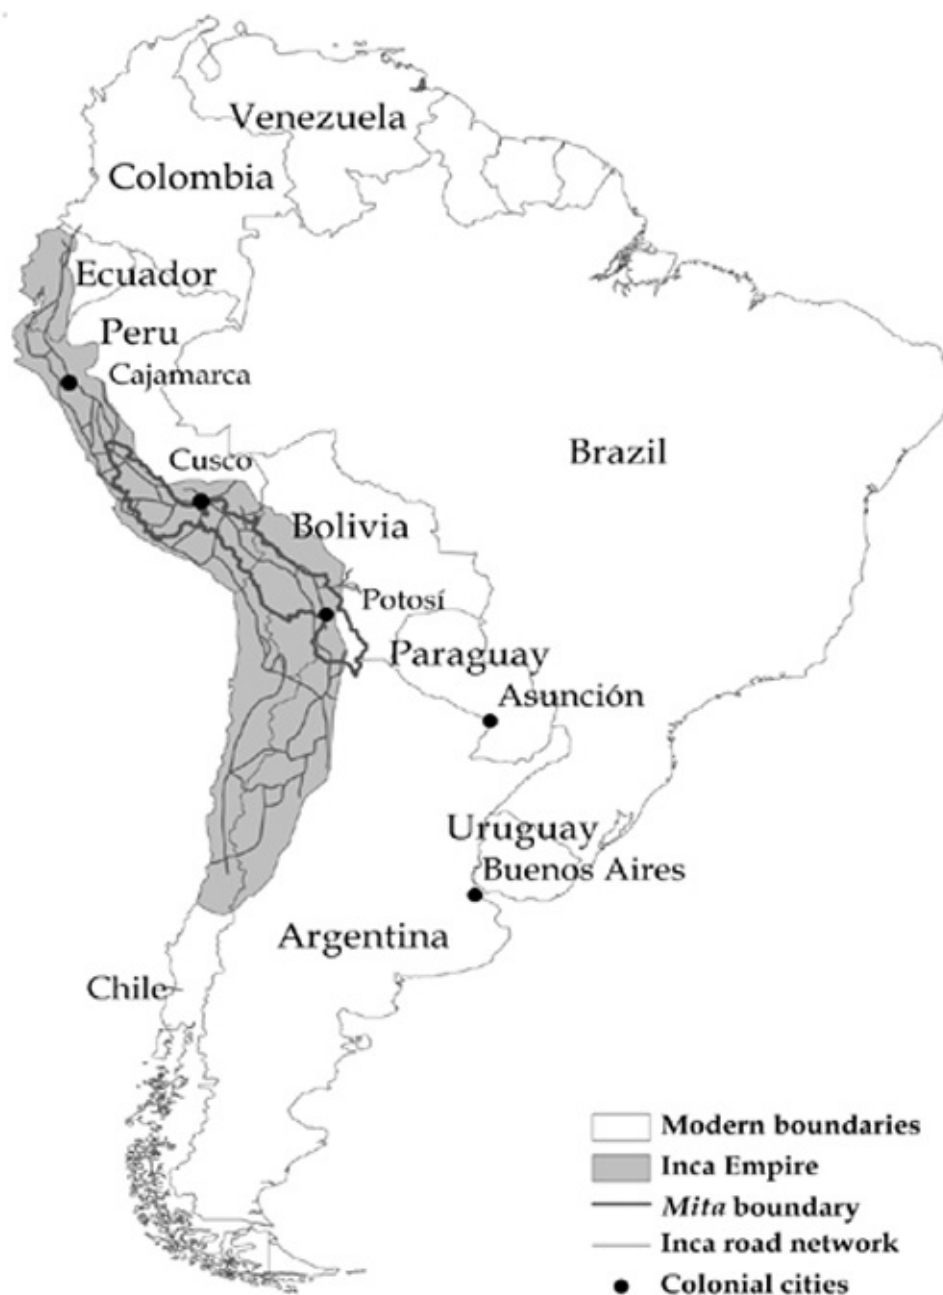 Venezuela
Colombia
Ecuador
Peru
Cajamarca
Cusco
Brazil
Bolivia
Potosí
Paraguay
Asunción
Uruguay
Buenos Aires
Argentina
Chile
Modern boundaries
Inca Empire
Mita boundary
Inca road network
Colonial cities